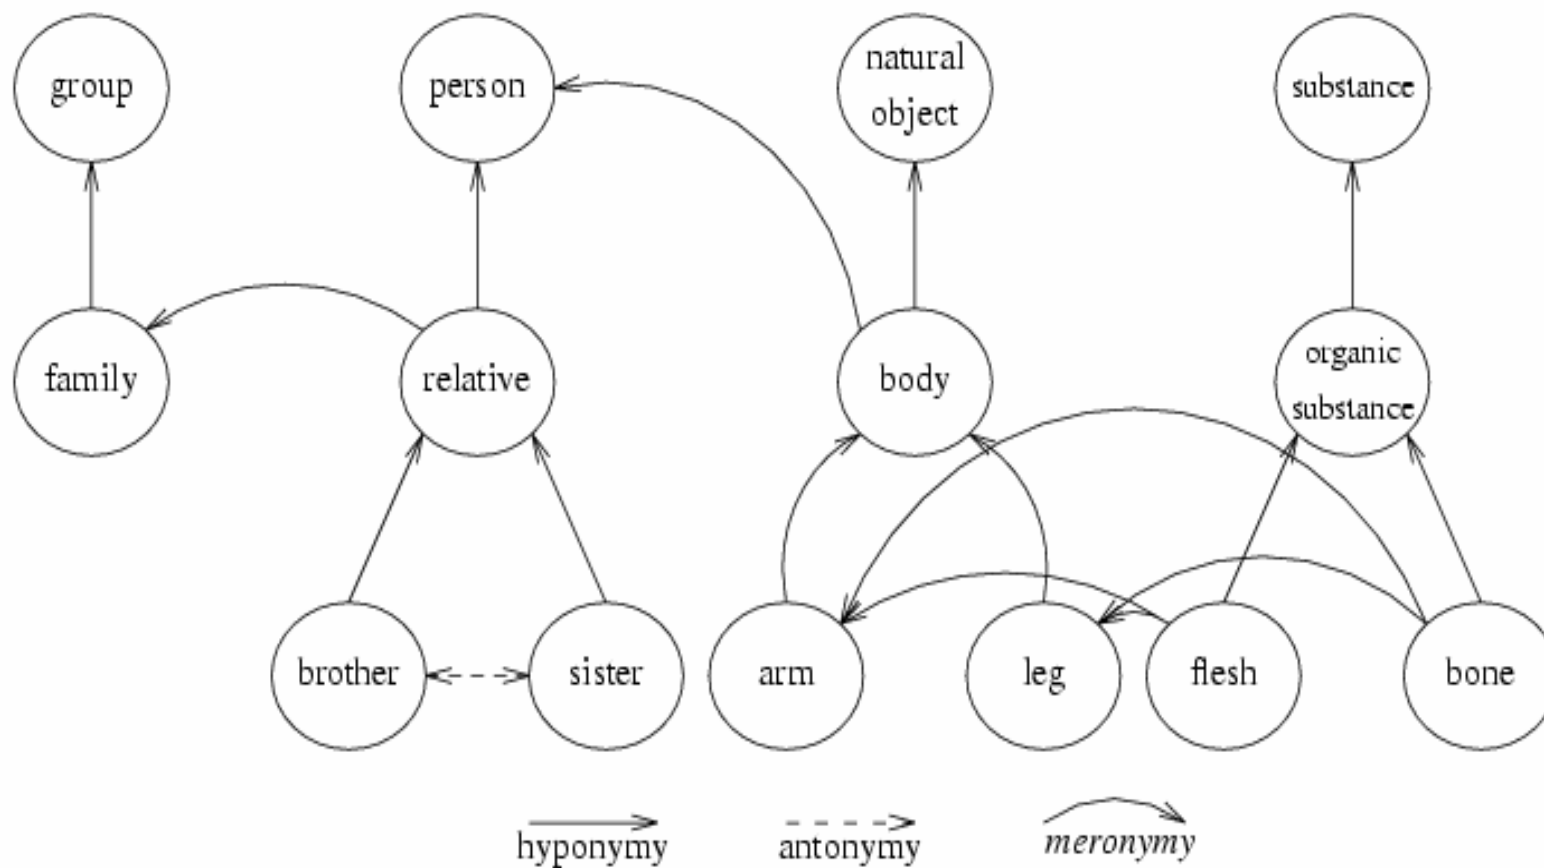 group
person
natural
object
substance
family
relative
body
organic
substance
brother
sister
arm
leg
flesh
bone
hyponymy
antonymy
meronymy